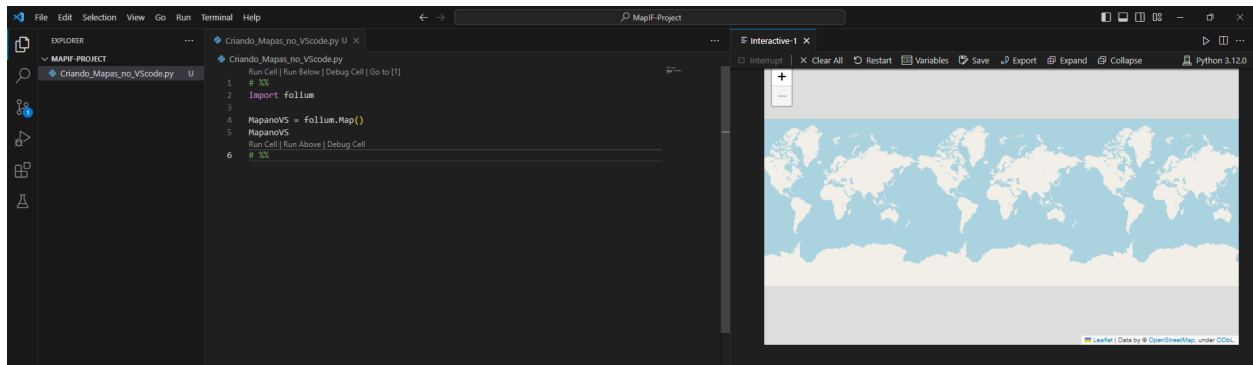 File Edit Selection View Go Run Terminal Help
MapIF-Project
EXPLORER
MAPIF-PROJECT
Criando_Mapas_no_VScode.py U
1
Criando_Mapas_no_VScode.py U
Criando_Mapas_no_VScode.py
Run Cell | Run Below | Debug Cell | Go to [1]
1 # %%
2 import folium
3
4 MapanoVS = folium.Map()
5 MapanoVS
Run Cell | Run Above | Debug Cell
6 # %%
Interactive-1
Interrupt | Clear All Restart Variables Save Export Expand Collapse Python 3.12.0
+
−
Leaflet | Data by © OpenStreetMap, under ODbL.